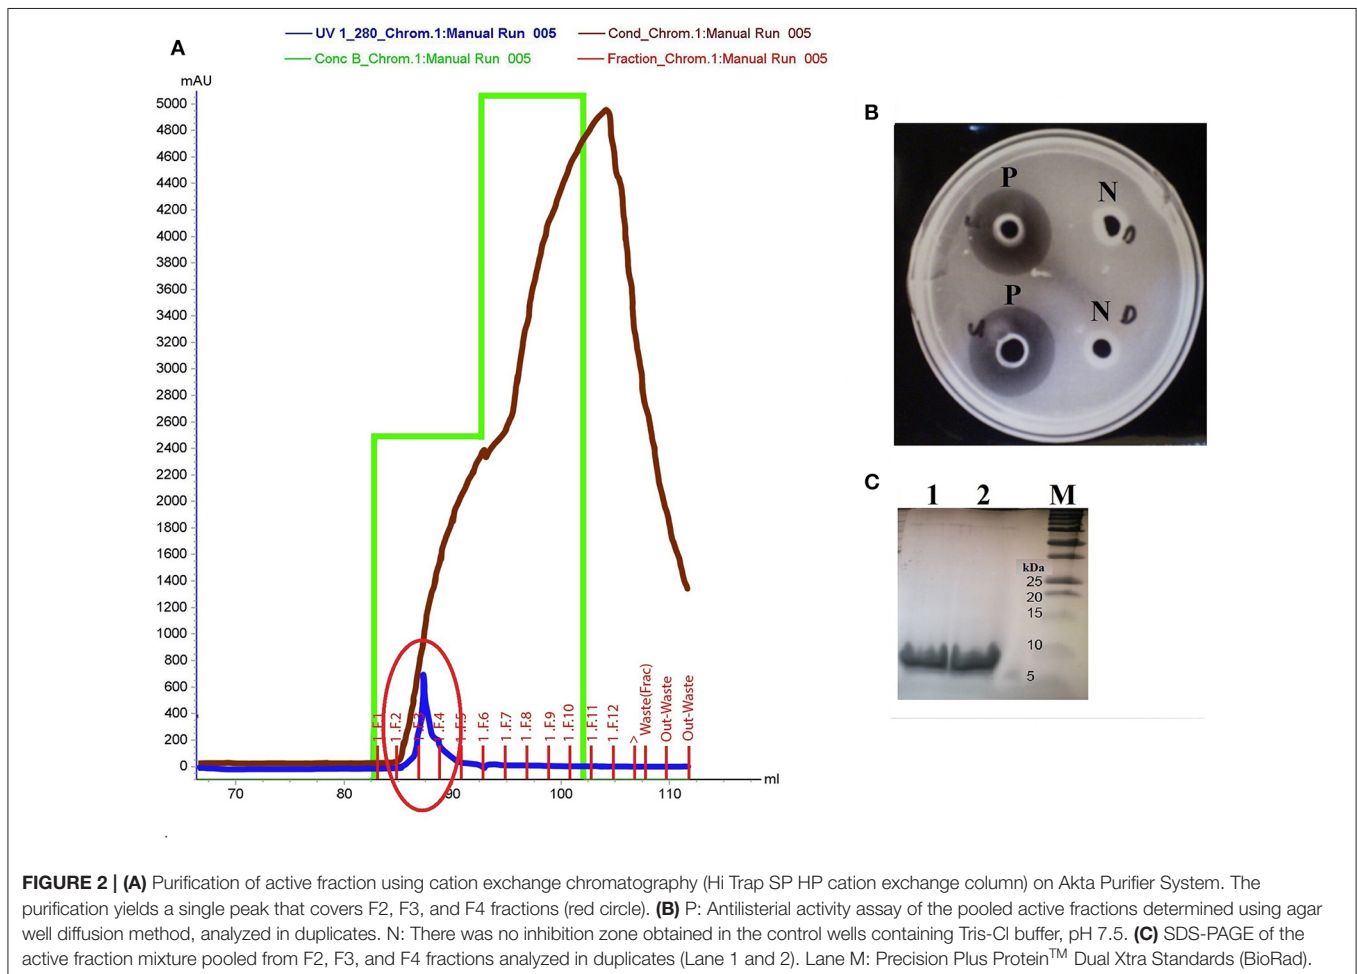 A
UV 1_280_Chrom.1:Manual Run 005
Cond_Chrom.1:Manual Run 005
Conc B_Chrom.1:Manual Run 005
Fraction_Chrom.1:Manual Run 005
mAU
5000
4800
4600
4400
4200
4000
3800
3600
3400
3200
3000
2800
2600
2400
2200
2000
1800
1600
1400
1200
1000
800
600
400
200
0
1.F.1
1.F.2
1.F.3
1.F.4
1.F.5
1.F.6
1.F.7
1.F.8
1.F.9
1.F.10
1.F.11
1.F.12
>
Waste(Frac)
Out-Waste
Out-Waste
70 80 90 100 110 ml
B
P N
P N
D
D
C
1 2 M
kDa
25
20
15
10
5
FIGURE 2 | (A) Purification of active fraction using cation exchange chromatography (Hi Trap SP HP cation exchange column) on Akta Purifier System. The
purification yields a single peak that covers F2, F3, and F4 fractions (red circle). (B) P: Antilisterial activity assay of the pooled active fractions determined using agar
well diffusion method, analyzed in duplicates. N: There was no inhibition zone obtained in the control wells containing Tris-Cl buffer, pH 7.5. (C) SDS-PAGE of the
active fraction mixture pooled from F2, F3, and F4 fractions analyzed in duplicates (Lane 1 and 2). Lane M: Precision Plus Protein™ Dual Xtra Standards (BioRad).